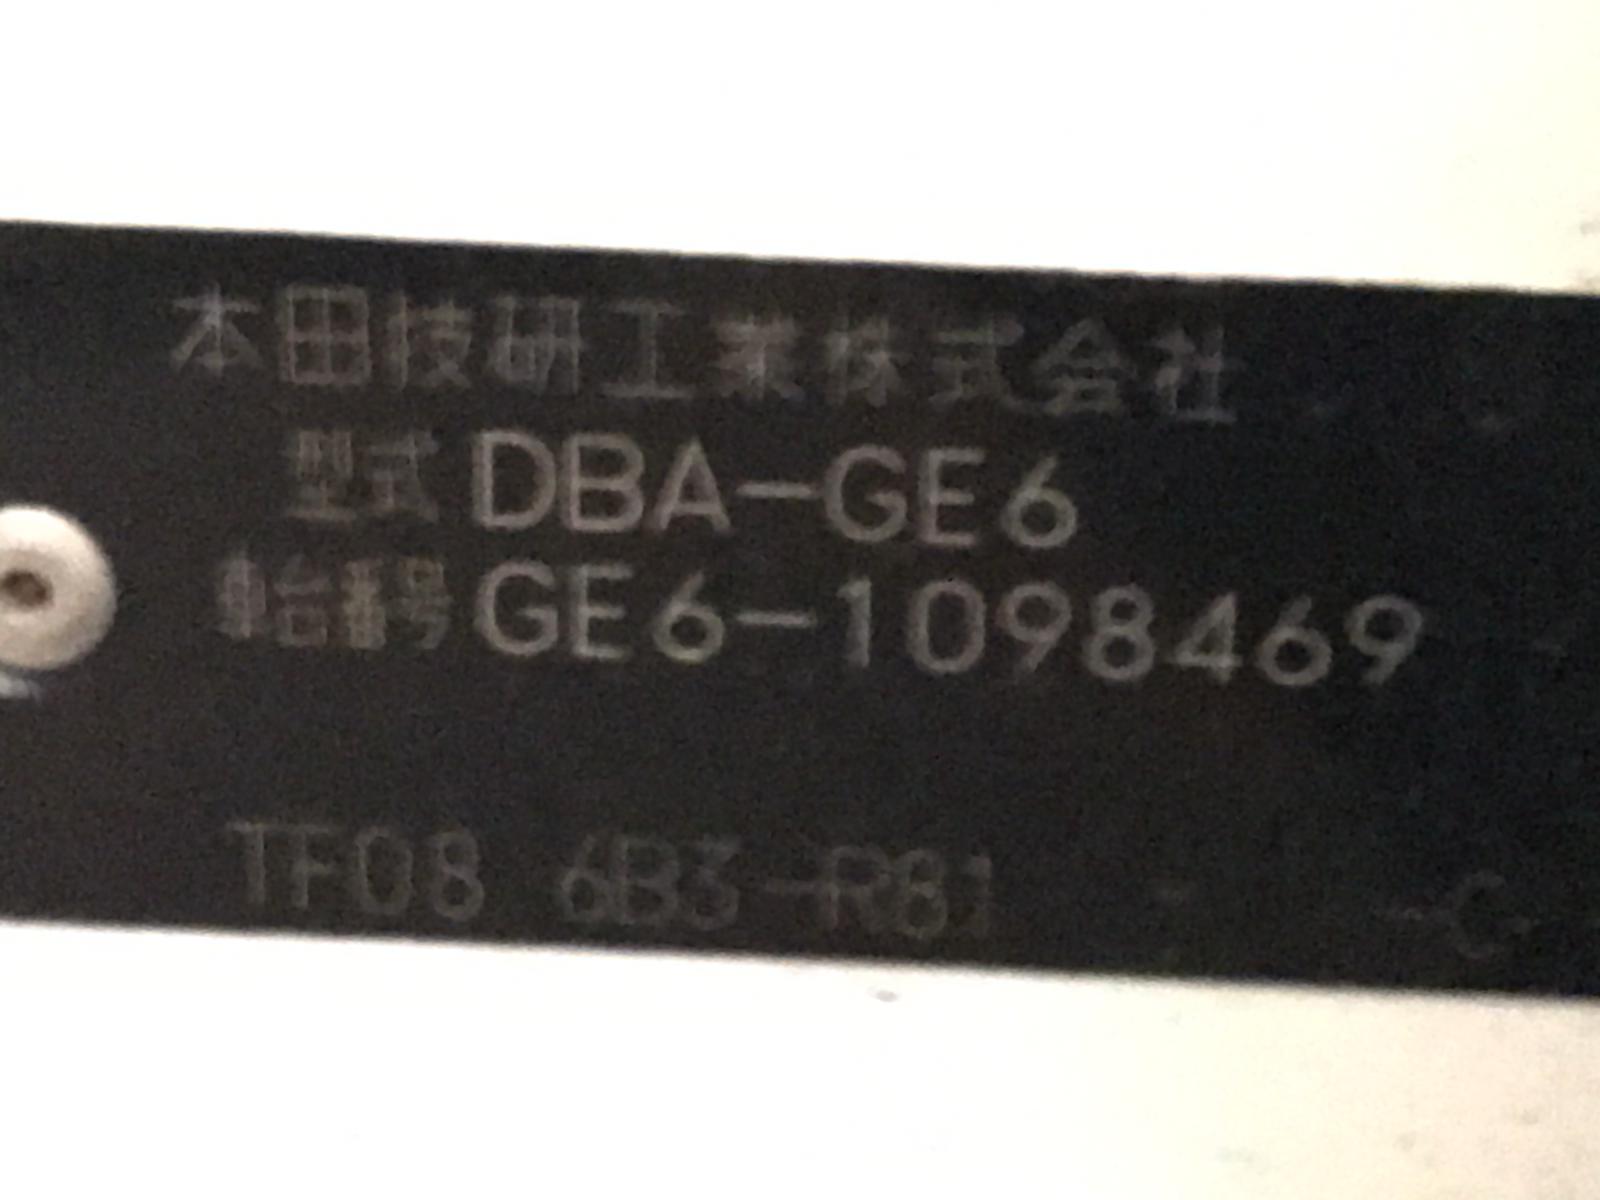 本田技研工業株式会社
型式 DBA-GE6
車台番号 GE6-1098469
TF08 6B3-R81 -C-